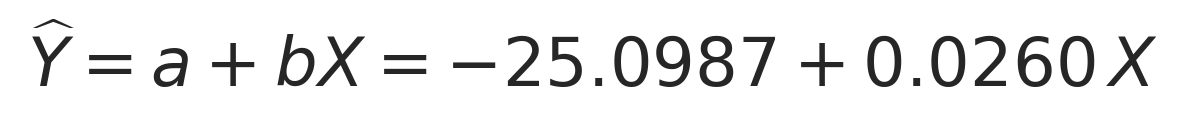 Ŷ = a + bX = −25.0987 + 0.0260 X